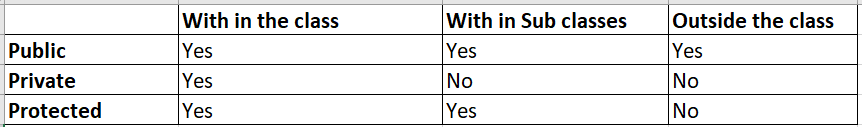 With in the class With in Sub classes Outside the class
Public Yes Yes Yes
Private Yes No No
Protected Yes Yes No